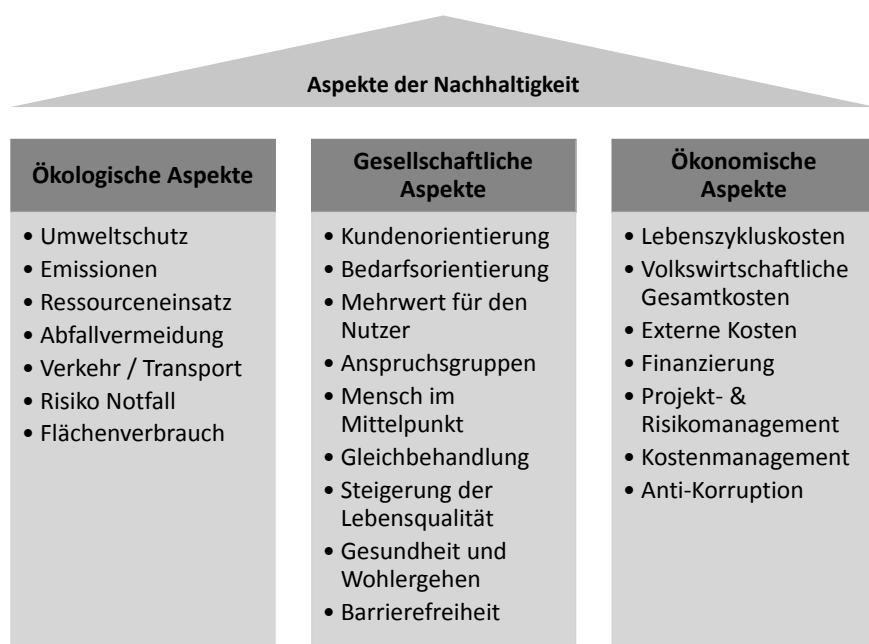 Aspekte der Nachhaltigkeit
Ökologische Aspekte
• Umweltschutz
• Emissionen
• Ressourceneinsatz
• Abfallvermeidung
• Verkehr / Transport
• Risiko Notfall
• Flächenverbrauch
Gesellschaftliche
Aspekte
• Kundenorientierung
• Bedarfsorientierung
• Mehrwert für den
Nutzer
• Anspruchsgruppen
• Mensch im
Mittelpunkt
• Gleichbehandlung
• Steigerung der
Lebensqualität
• Gesundheit und
Wohlergehen
• Barrierefreiheit
Ökonomische
Aspekte
• Lebenszykluskosten
• Volkswirtschaftliche
Gesamtkosten
• Externe Kosten
• Finanzierung
• Projekt- &
Risikomanagement
• Kostenmanagement
• Anti-Korruption